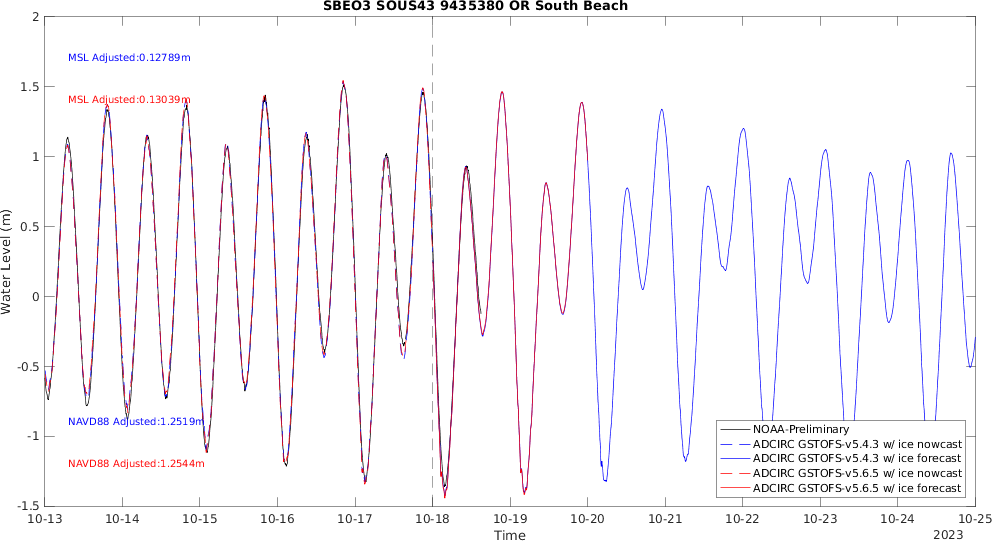 SBEO3 SOUS43 9435380 OR South Beach
2
1.5
1
0.5
0
-0.5
-1
-1.5
Water Level (m)
MSL Adjusted:0.12789m
MSL Adjusted:0.13039m
NAVD88 Adjusted:1.2519m
NAVD88 Adjusted:1.2544m
NOAA-Preliminary
ADCIRC GSTOFS-v5.4.3 w/ ice nowcast
ADCIRC GSTOFS-v5.4.3 w/ ice forecast
ADCIRC GSTOFS-v5.6.5 w/ ice nowcast
ADCIRC GSTOFS-v5.6.5 w/ ice forecast
10-13 10-14 10-15 10-16 10-17 10-18 10-19 10-20 10-21 10-22 10-23 10-24 10-25
Time
2023